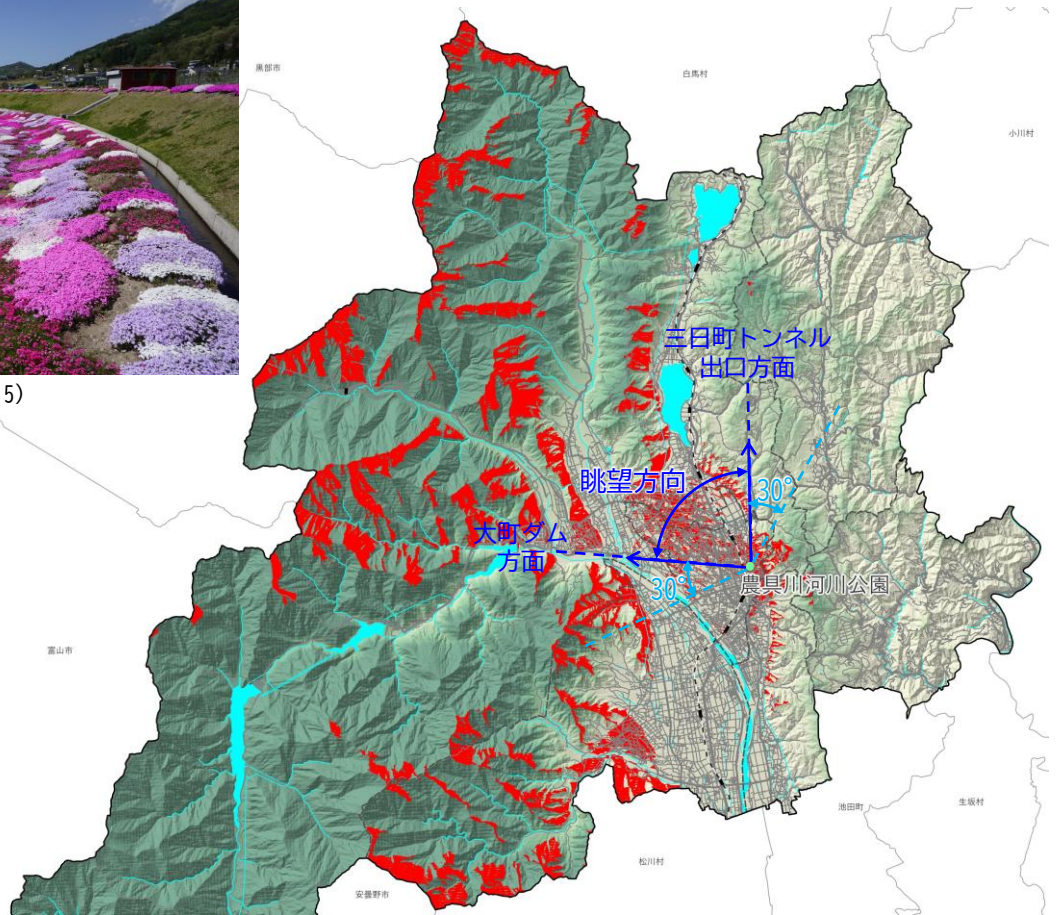 黒部市
白馬村
小川村
三日町トンネル
出口方面
5)
眺望方向
30°
大町ダム
方面
30°
農具川河川公園
富山市
池田町
生坂村
松川村
安曇野市